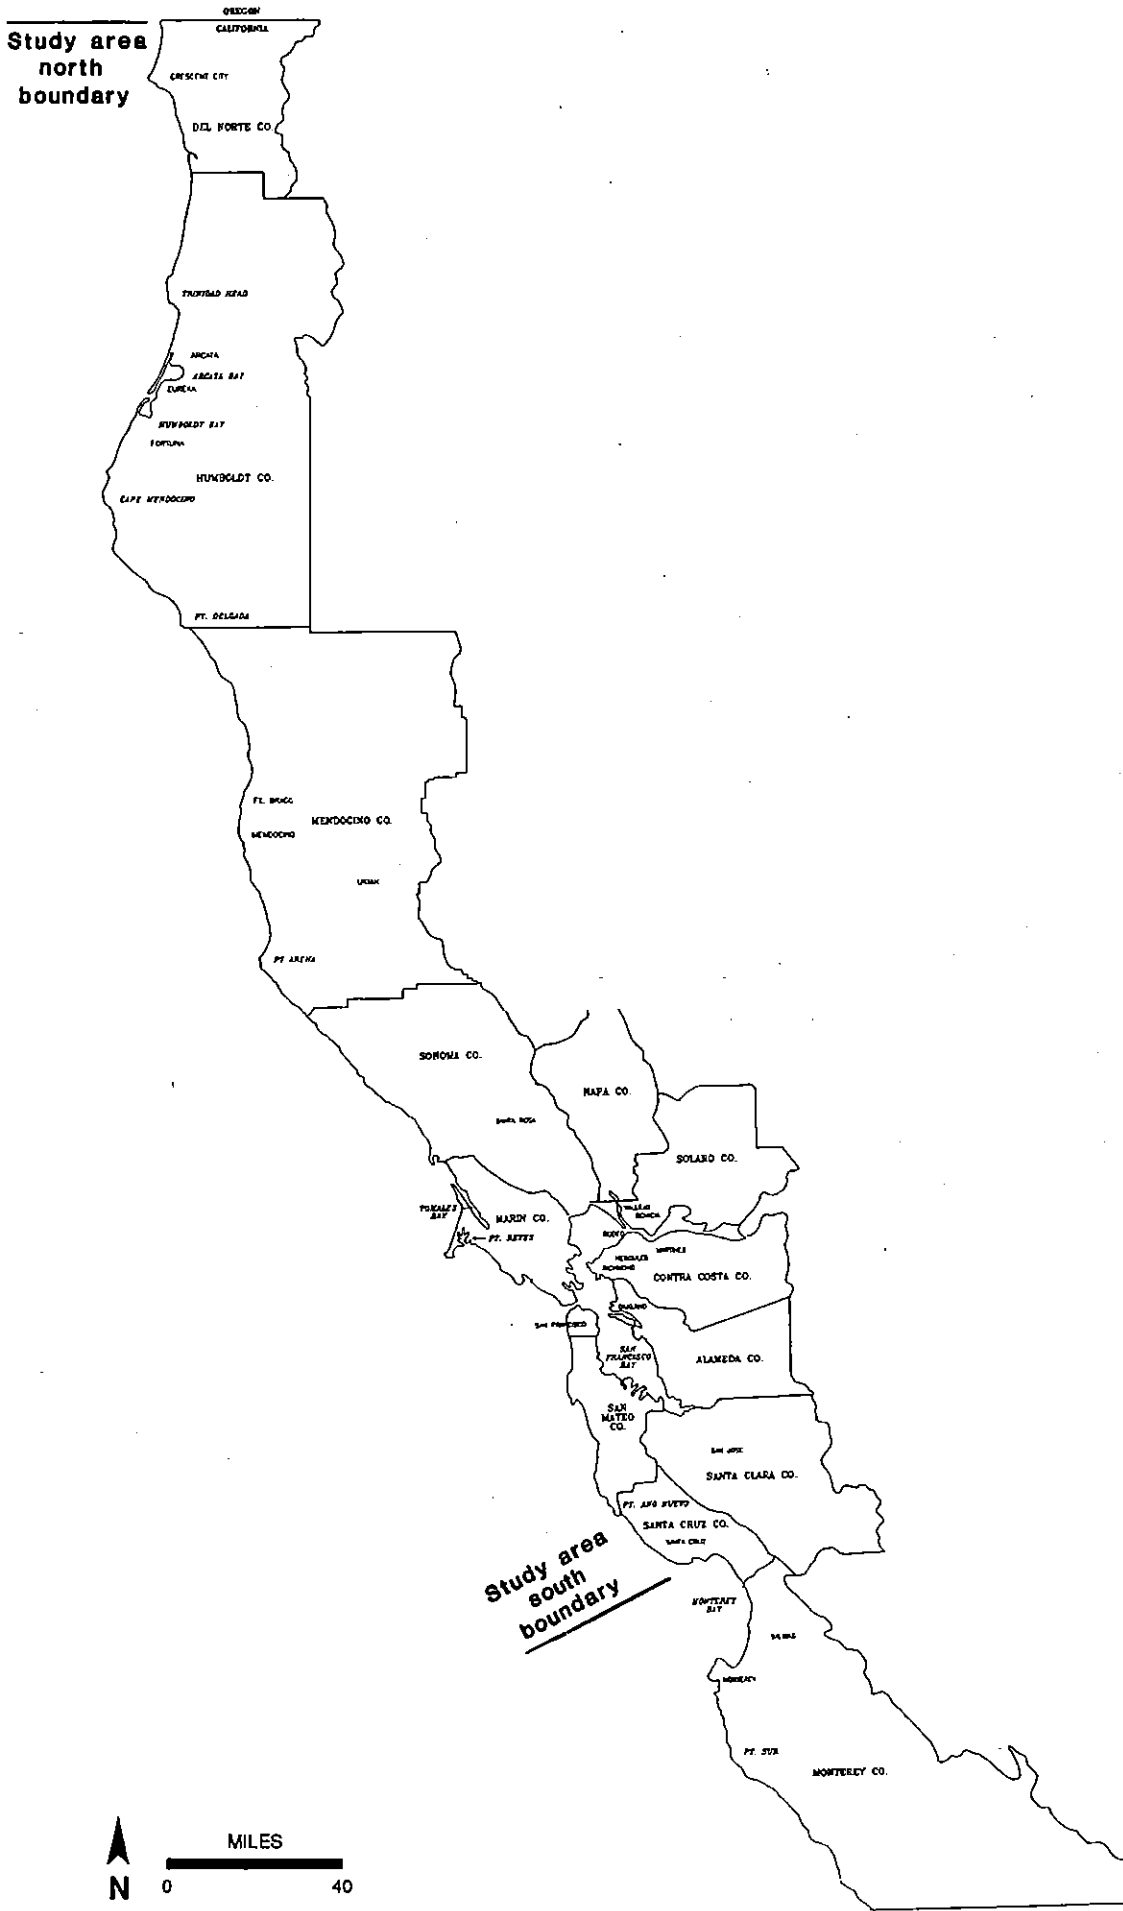 OREGON
CALIFORNIA
Study area
north
boundary
CRESCENT CITY
DEL NORTE CO.
TRINIDAD HEAD
ARCATA
ARCATA BAY
EUREKA
HUMBOLDT BAY
FORTUNA
HUMBOLDT CO.
CAPE MENDOCINO
PT. DELGADA
FT. BRAGG
MENDOCINO CO.
MENDOCINO
UKIAH
PT ARENA
SONOMA CO.
NAPA CO.
SANTA ROSA
SOLANO CO.
TOMALES
BAY
MARIN CO.
VALLEJO
BENICIA
PT. REYES
RODEO
MARTINEZ
HERCULES
RICHMOND
CONTRA COSTA CO.
OAKLAND
SAN FRANCISCO
SAN
FRANCISCO
BAY
ALAMEDA CO.
SAN
MATEO
CO.
SAN JOSE
SANTA CLARA CO.
PT. ANO NUEVO
SANTA CRUZ CO.
SANTA CRUZ
Study area
south
boundary
MONTEREY
BAY
SALINAS
MONTEREY
PT. SUR
MONTEREY CO.
MILES
N
0 40